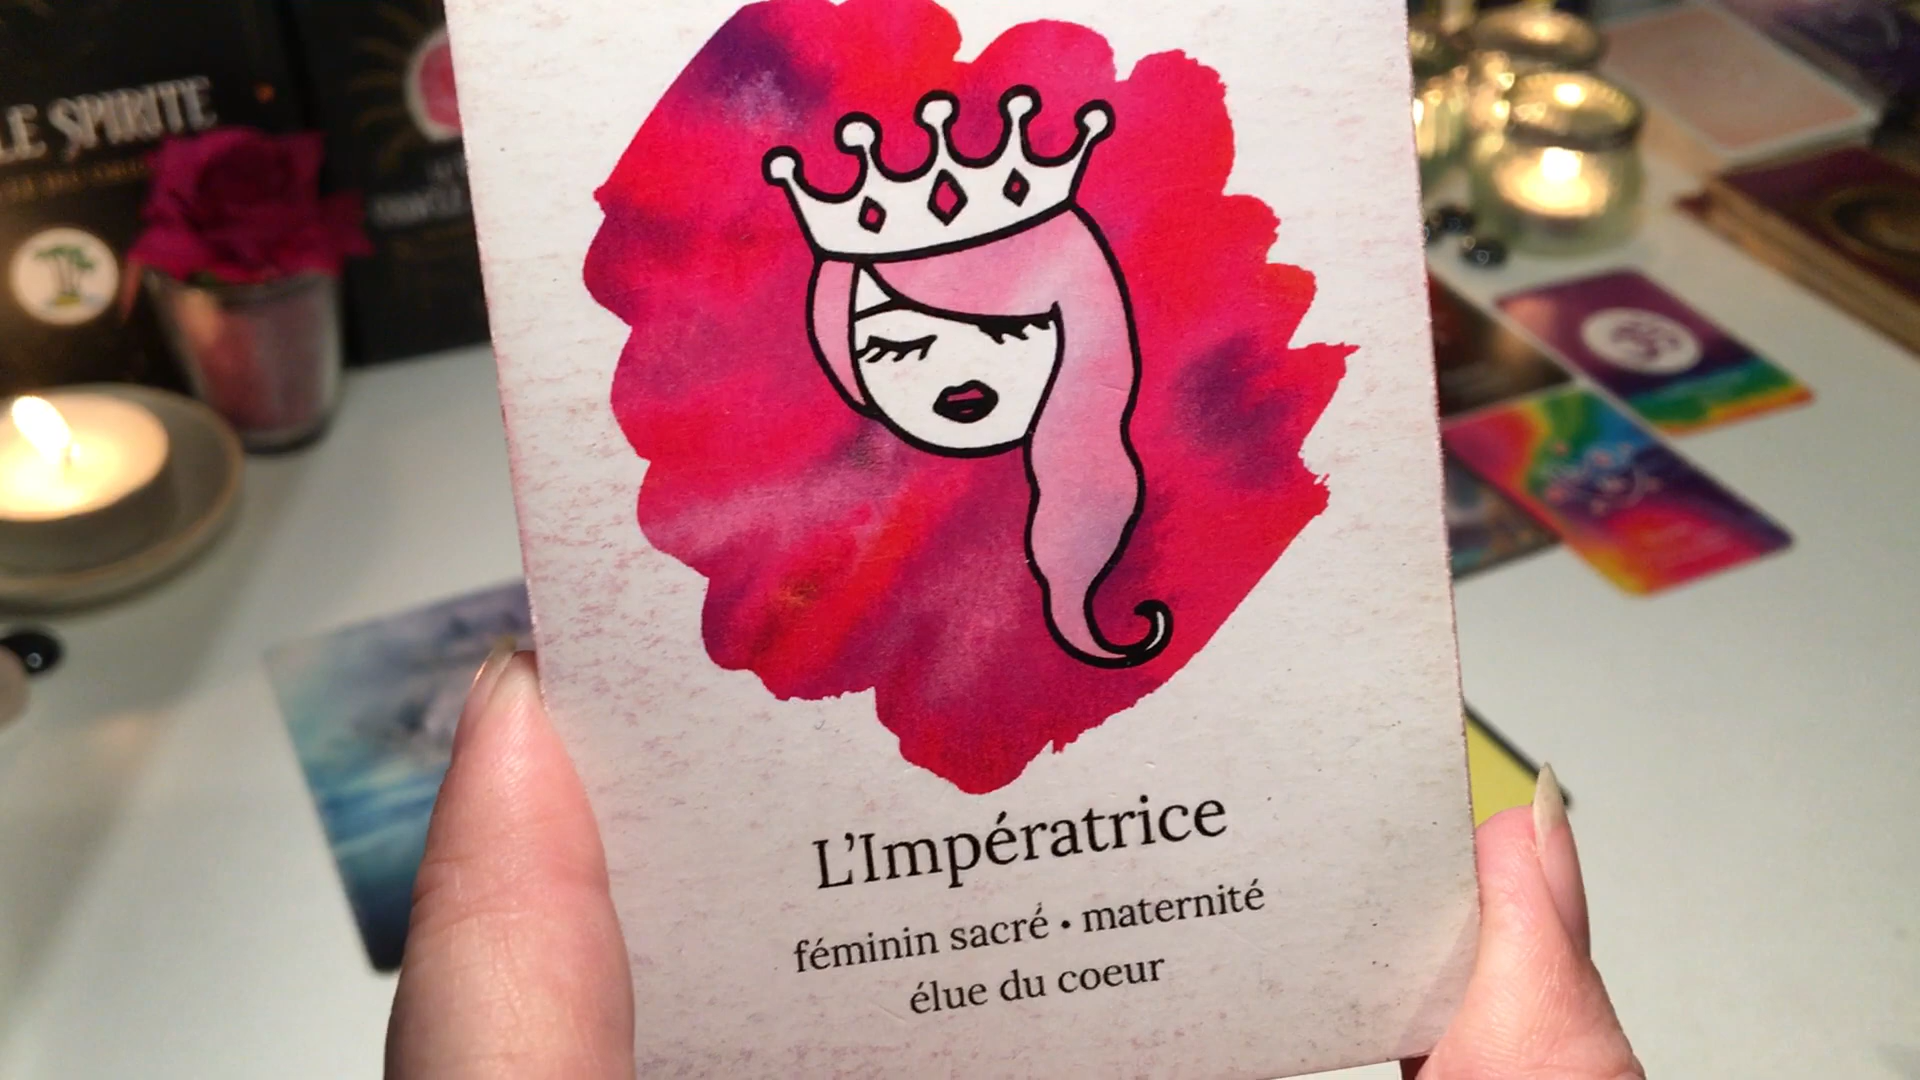 LE SPIRITE
L'Impératrice
féminin sacré • maternité
élue du coeur